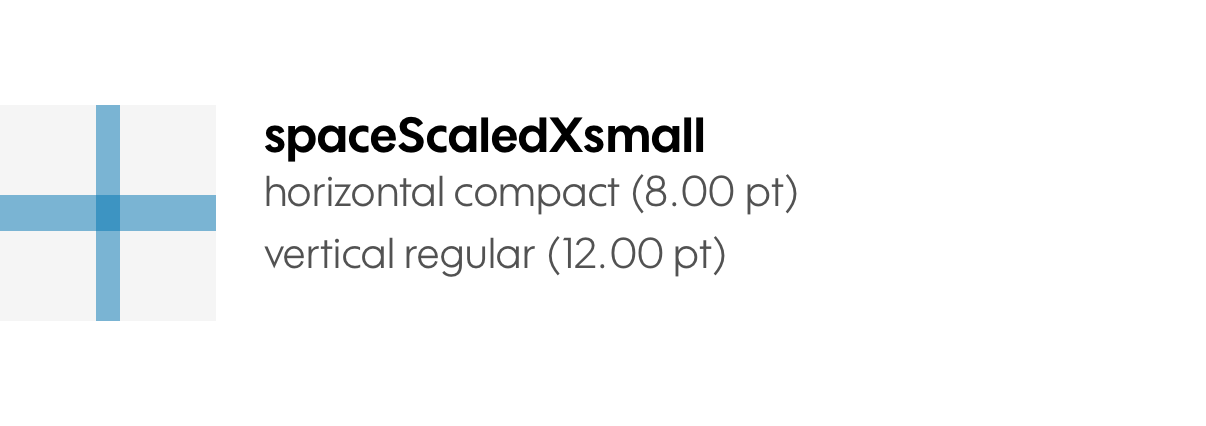 spaceScaledXsmall
horizontal compact (8.00 pt)
vertical regular (12.00 pt)